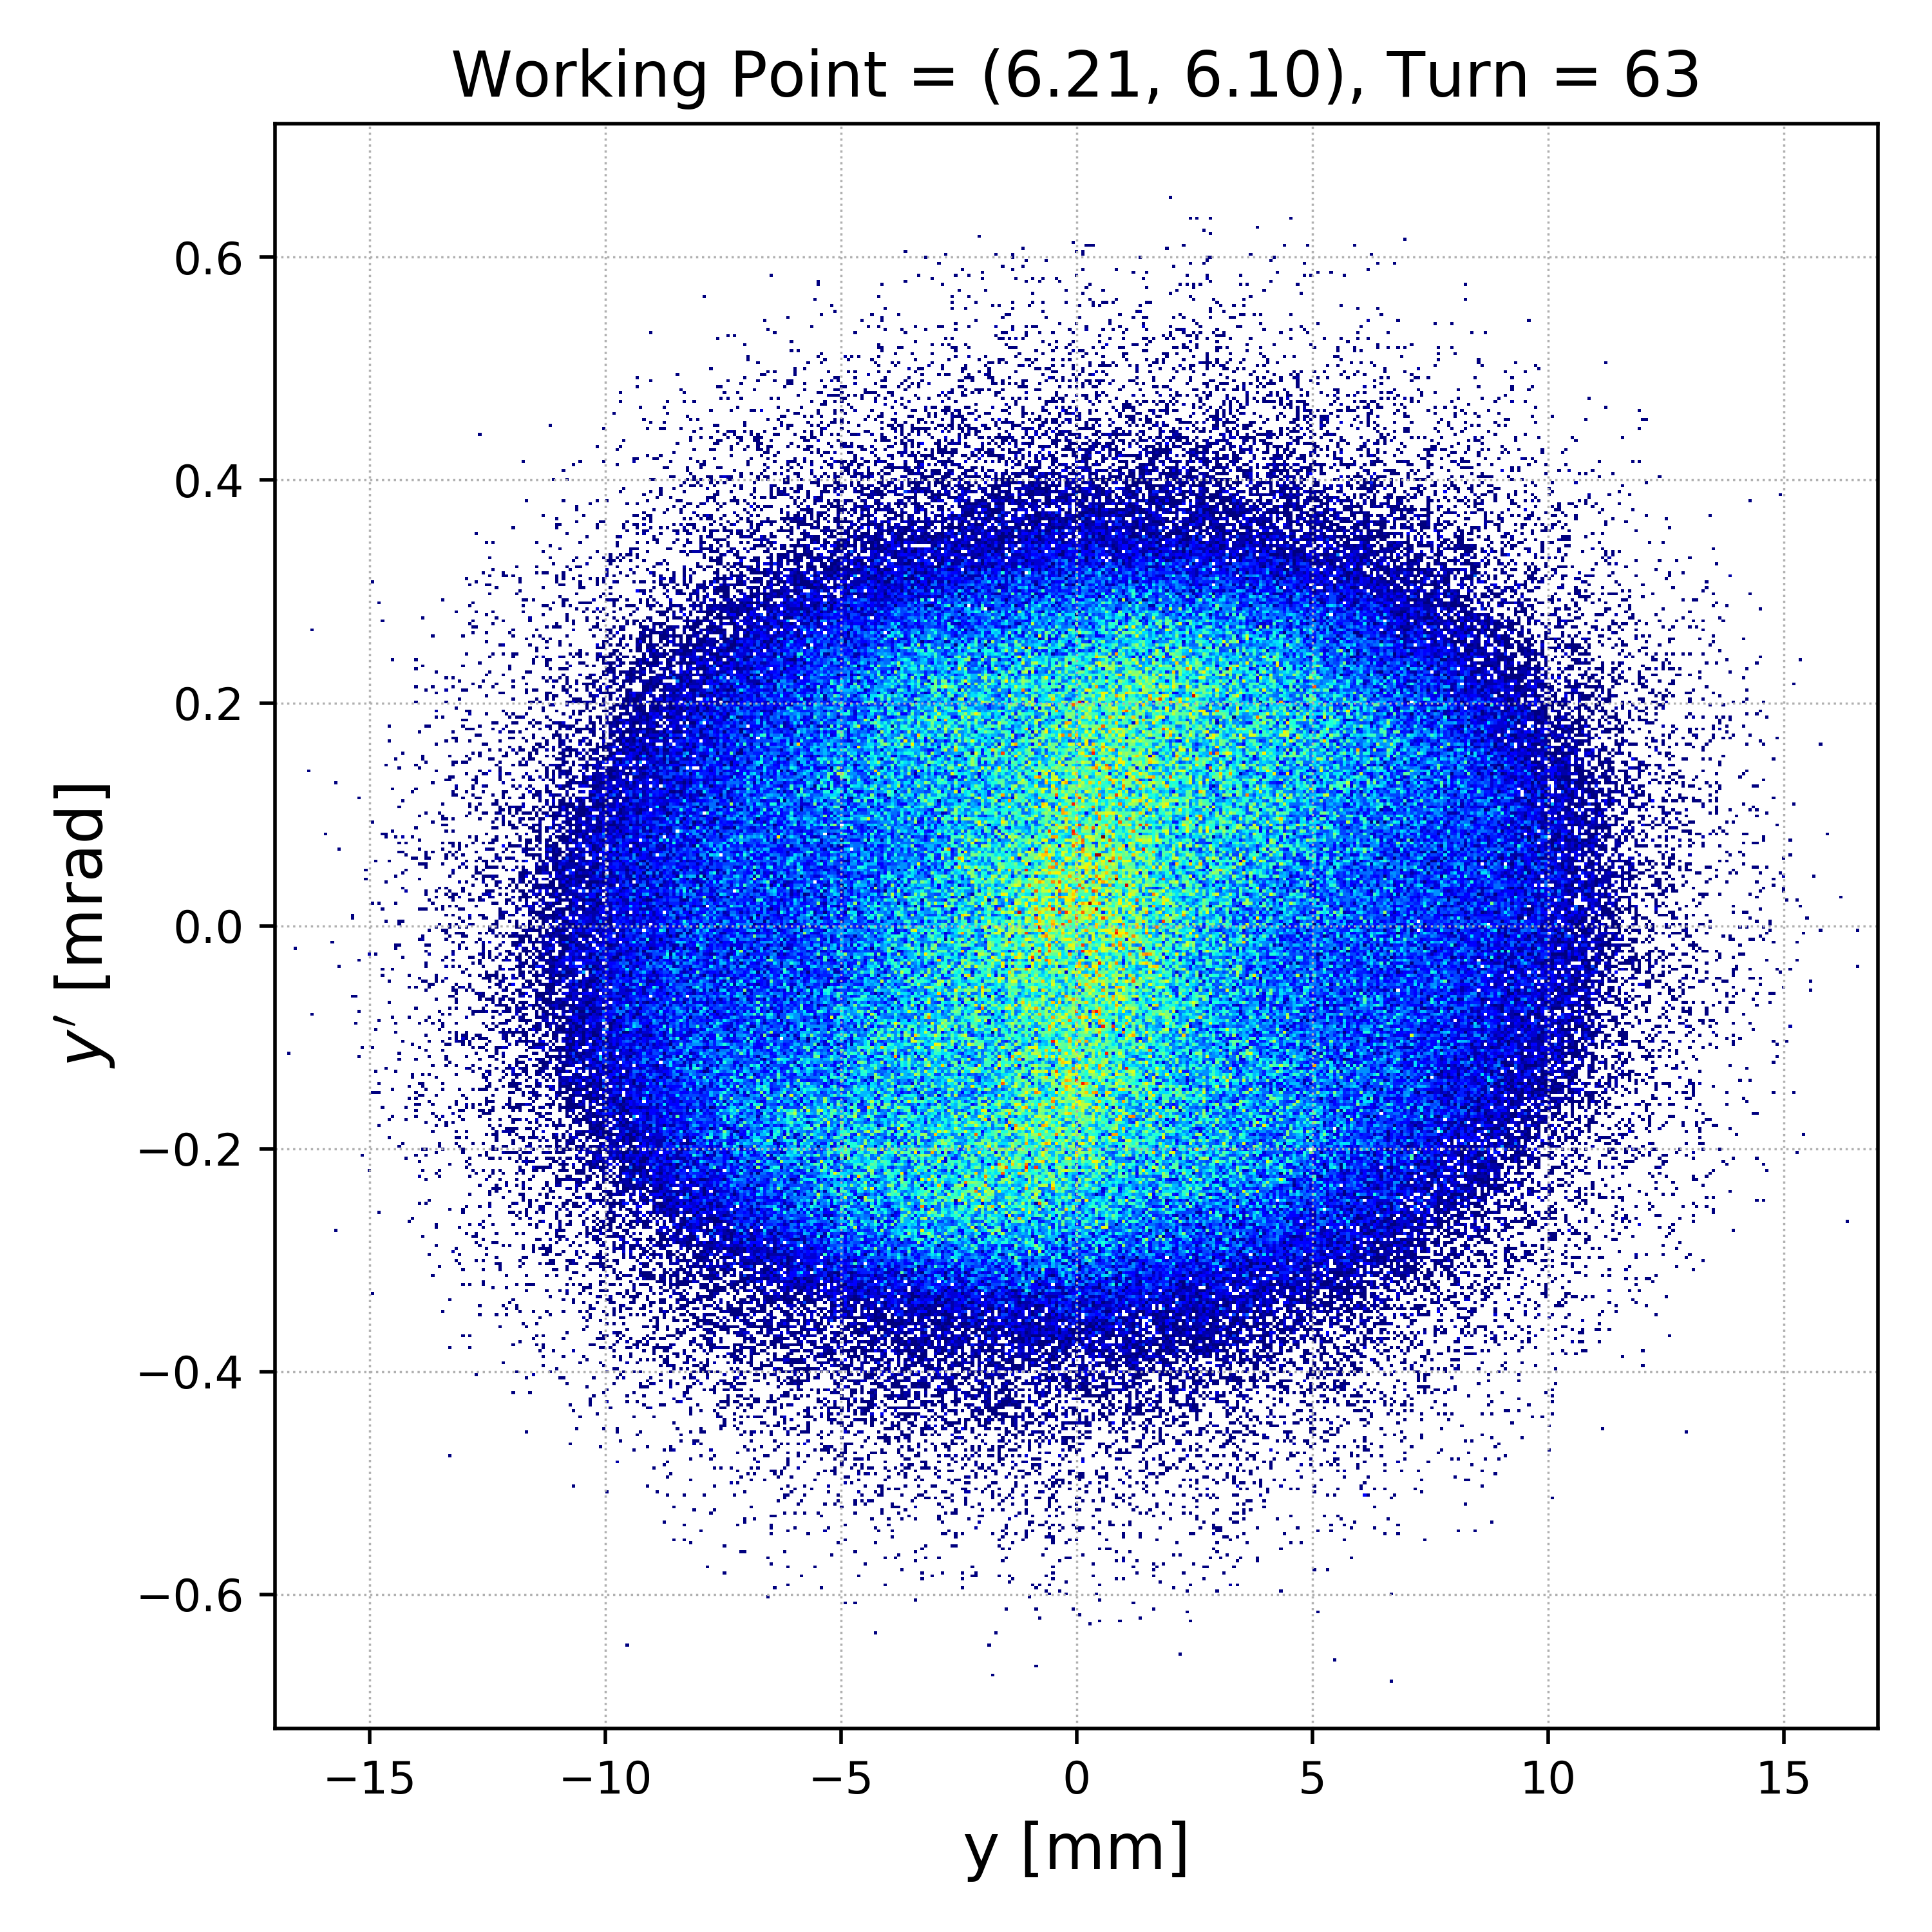 Working Point = (6.21, 6.10), Turn = 63
0.6
0.4
0.2
0.0
−0.2
−0.4
−0.6
y′ [mrad]
−15 −10 −5 0 5 10 15
y [mm]